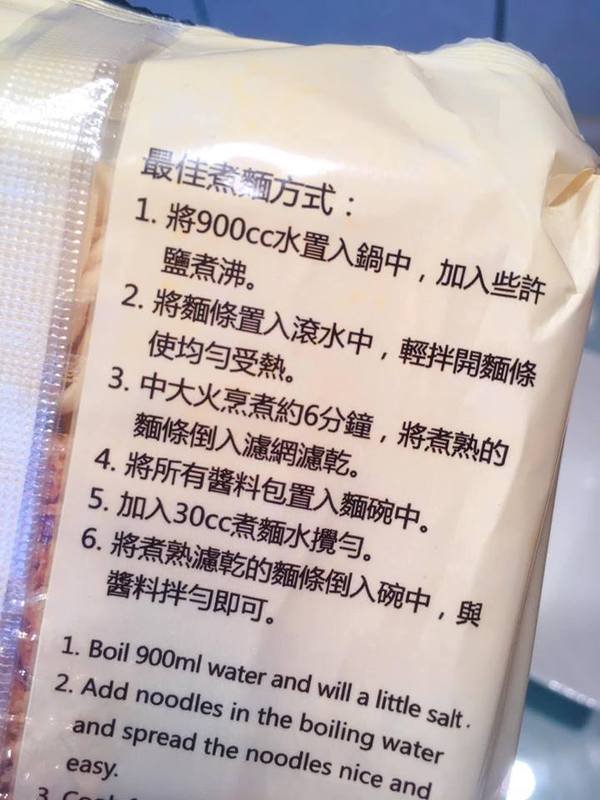 最佳煮麵方式：
1. 將900cc水置入鍋中，加入些許
鹽煮沸。
2. 將麵條置入滾水中，輕拌開麵條
使均勻受熱。
3. 中大火烹煮約6分鐘，將煮熟的
麵條倒入濾網濾乾。
4. 將所有醬料包置入麵碗中。
5. 加入30cc煮麵水攪勻。
6. 將煮熟濾乾的麵條倒入碗中，與
醬料拌勻即可。
1. Boil 900ml water and will a little salt.
2. Add noodles in the boiling water
and spread the noodles nice and
easy.
3.